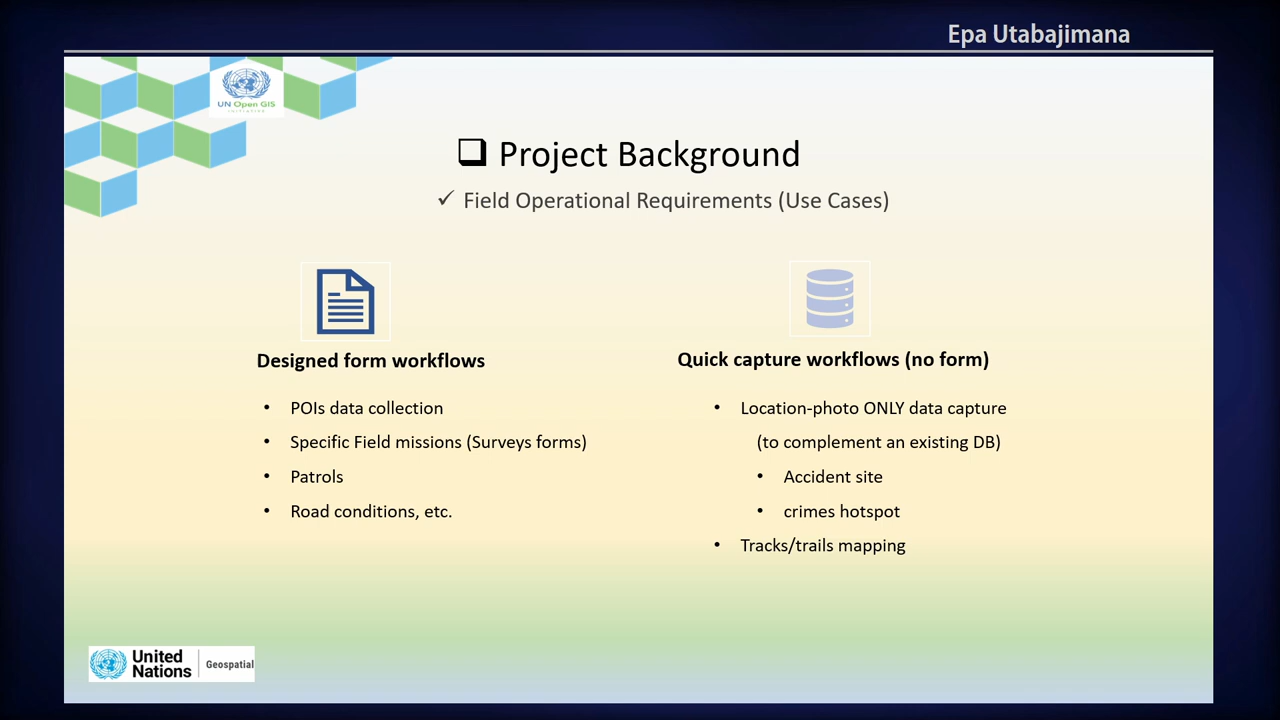 Epa Utabajimana
UN Open GIS
INITIATIVE
❑ Project Background
✓ Field Operational Requirements (Use Cases)
Designed form workflows
• POIs data collection
• Specific Field missions (Surveys forms)
• Patrols
• Road conditions, etc.
Quick capture workflows (no form)
• Location-photo ONLY data capture
(to complement an existing DB)
• Accident site
• crimes hotspot
• Tracks/trails mapping
United
Nations
Geospatial